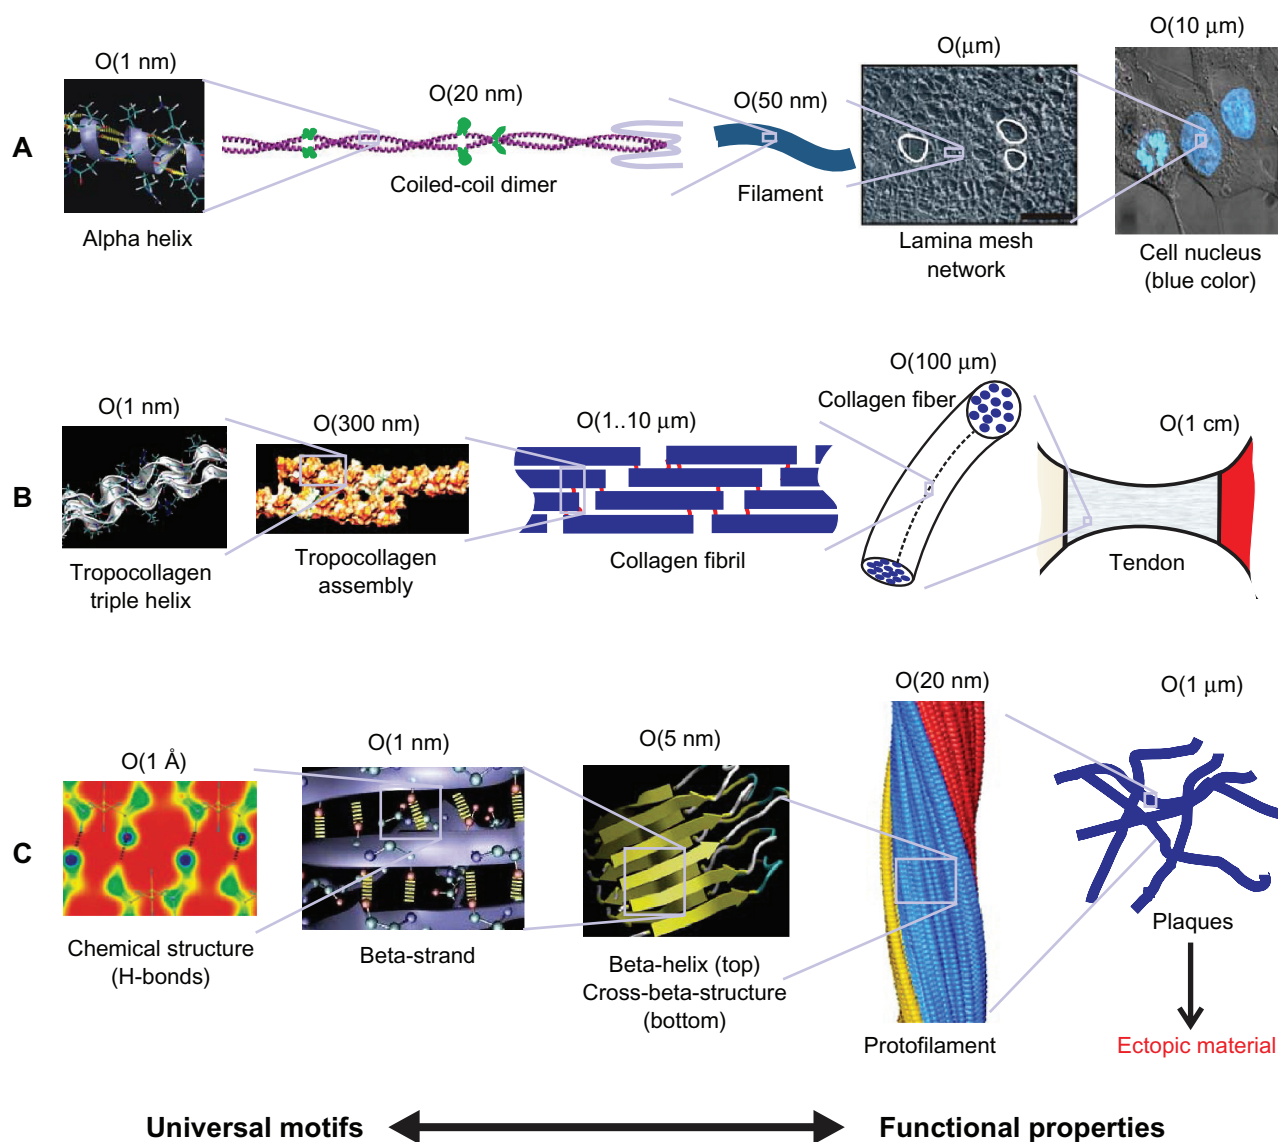 A
O(1 nm)
Alpha helix
O(20 nm)
Coiled-coil dimer
O(50 nm)
Filament
O(μm)
Lamina mesh
network
O(10 μm)
Cell nucleus
(blue color)
B
O(1 nm)
Tropocollagen
triple helix
O(300 nm)
Tropocollagen
assembly
O(1..10 μm)
Collagen fibril
O(100 μm)
Collagen fiber
O(1 cm)
Tendon
C
O(1 Å)
Chemical structure
(H-bonds)
O(1 nm)
Beta-strand
O(5 nm)
Beta-helix (top)
Cross-beta-structure
(bottom)
O(20 nm)
Protofilament
O(1 μm)
Plaques
Ectopic material
Universal motifs
Functional properties